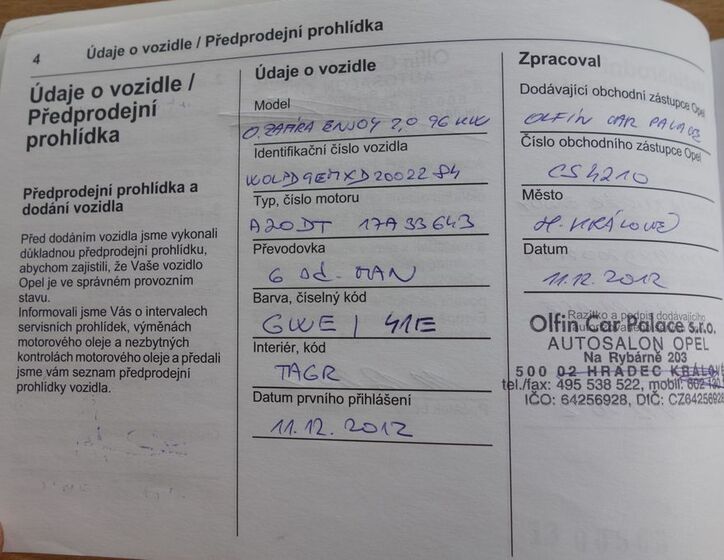 4 Údaje o vozidle / Předprodejní prohlídka
Údaje o vozidle /
Předprodejní
prohlídka
Předprodejní prohlídka a
dodání vozidla
Před dodáním vozidla jsme vykonali
důkladnou předprodejní prohlídku,
abychom zajistili, že Vaše vozidlo
Opel je ve správném provozním
stavu.
Informovali jsme Vás o intervalech
servisních prohlídek, výměnách
motorového oleje a nezbytných
kontrolách motorového oleje a předali
jsme vám seznam předprodejní
prohlídky vozidla.
Údaje o vozidle
Model
O. ZAFIRA ENJOY 2,0 96 KW
Identifikační číslo vozidla
W0LPD9EMXD2002284
Typ, číslo motoru
A20DT 17A33643
Převodovka
6 Od. MAN
Barva, číselný kód
GWE / 41E
Interiér, kód
TAGR
Datum prvního přihlášení
11.12.2012
Zpracoval
Dodávající obchodní zástupce Opel
OLFIN CAR PALACE
Číslo obchodního zástupce Opel
CS4210
Město
H. KRÁLOVÉ
Datum
11.12.2012
Razítko a podpis dodávajícího
Olfin Car Palace s.r.o.
AUTOSALON OPEL
Na Rybárně 203
500 02 HRADEC KRÁLOVÉ
tel./fax: 495 538 522, mobil:
IČO: 64256928, DIČ: CZ64256928